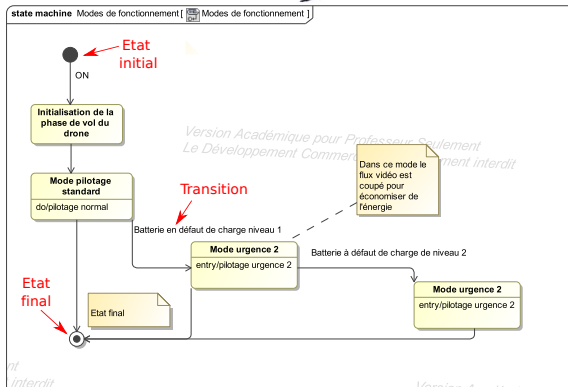 state machine Modes de fonctionnement [ Modes de fonctionnement ]
Etat
initial
ON
Initialisation de la
phase de vol du
drone
Version Académique pour Professeur Seulement
Le Développement Commer ment interdit
Dans ce mode le
flux vidéo est
coupé pour
économiser de
l'énergie
Mode pilotage
standard
do/pilotage normal
Transition
Batterie en défaut de charge niveau 1
Mode urgence 2
entry/pilotage urgence 2
Batterie à défaut de charge de niveau 2
Mode urgence 2
entry/pilotage urgence 2
Etat
final
Etat final
nt
interdit